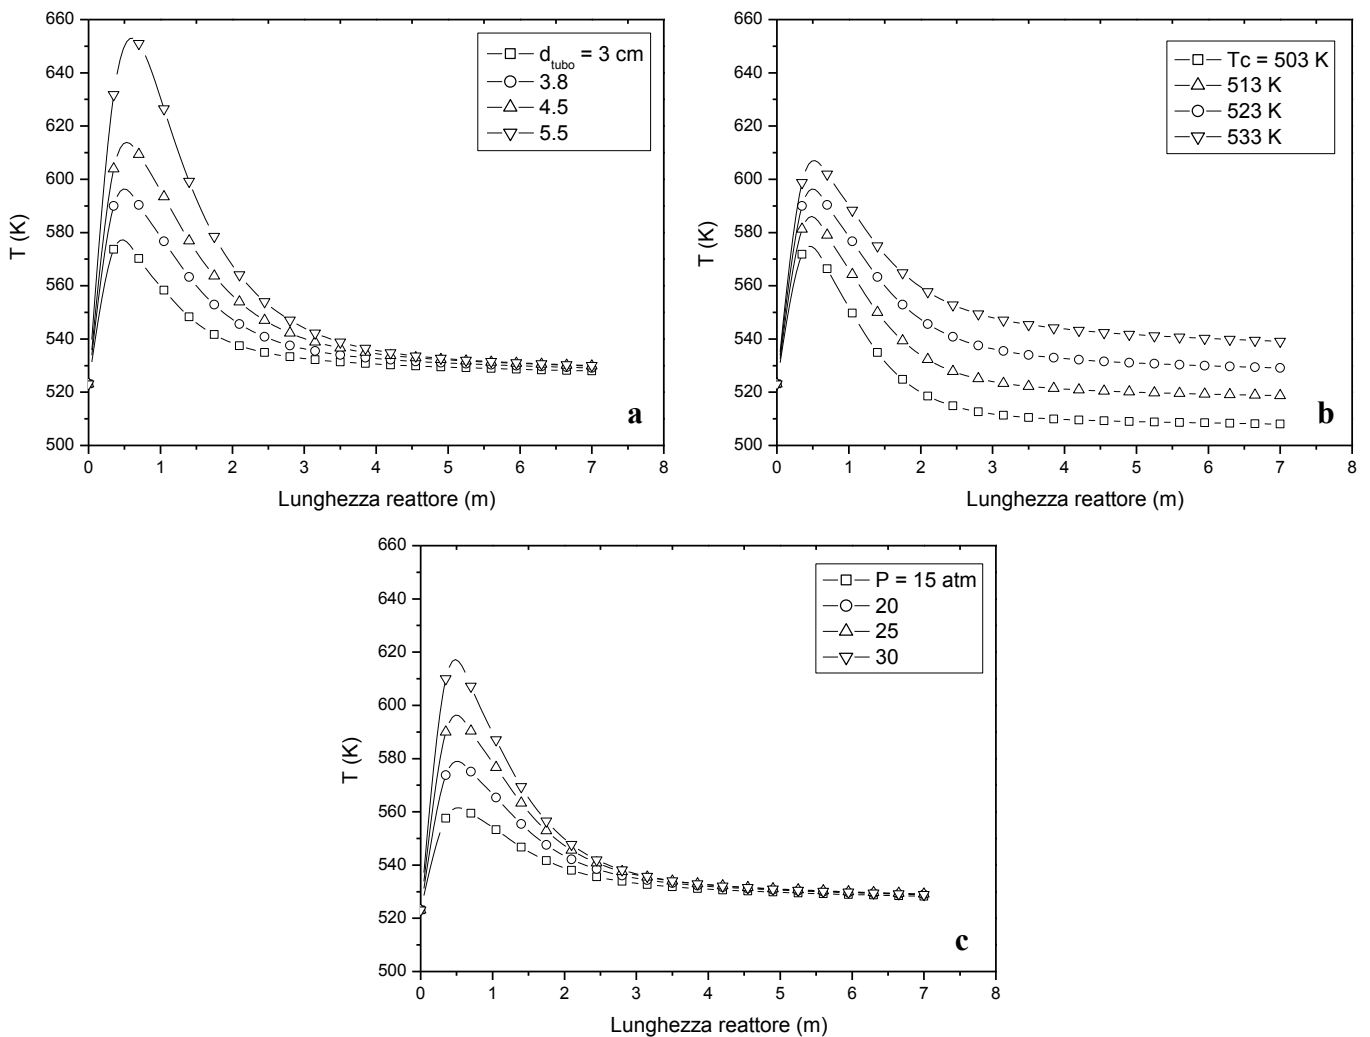 660
640
620
600
580
560
540
520
500
T (K)
0 1 2 3 4 5 6 7 8
Lunghezza reattore (m)
d tubo = 3 cm
3.8
4.5
5.5
a
660
640
620
600
580
560
540
520
500
T (K)
0 1 2 3 4 5 6 7 8
Lunghezza reattore (m)
Tc = 503 K
513 K
523 K
533 K
b
660
640
620
600
580
560
540
520
500
T (K)
0 1 2 3 4 5 6 7 8
Lunghezza reattore (m)
P = 15 atm
20
25
30
c